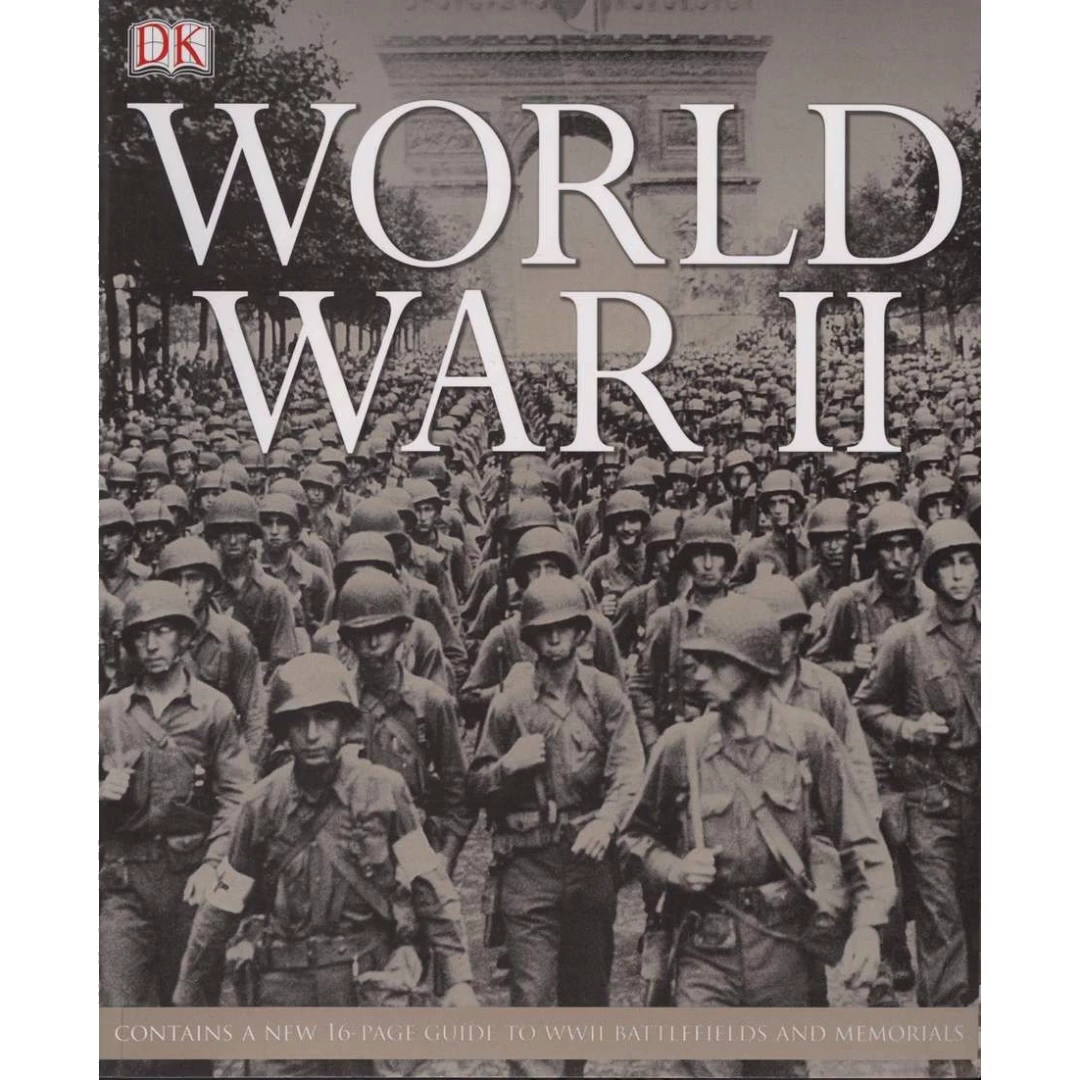 DK
WORLD
WAR II
CONTAINS A NEW 16-PAGE GUIDE TO WWII BATTLEFIELDS AND MEMORIALS